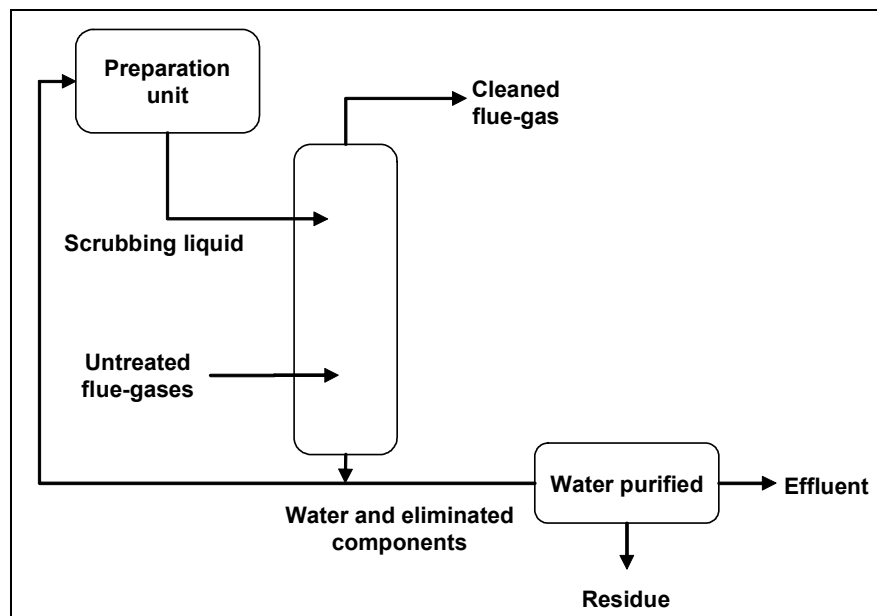 Preparation
unit
Cleaned
flue-gas
Scrubbing liquid
Untreated
flue-gases
Water purified
Effluent
Water and eliminated
components
Residue